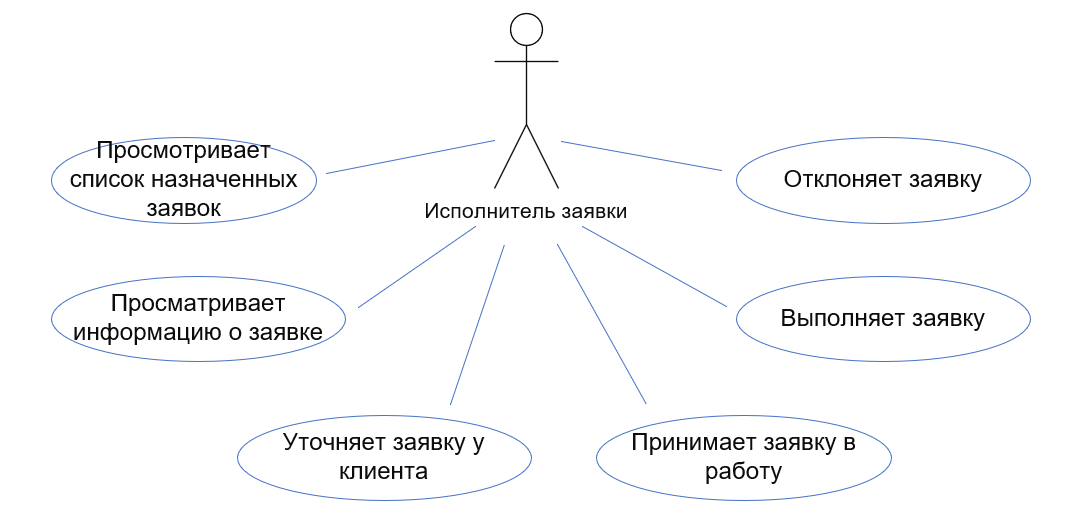 Просмотривает
список назначенных
заявок
Отклоняет заявку
Исполнитель заявки
Просматривает
информацию о заявке
Выполняет заявку
Уточняет заявку у
клиента
Принимает заявку в
работу